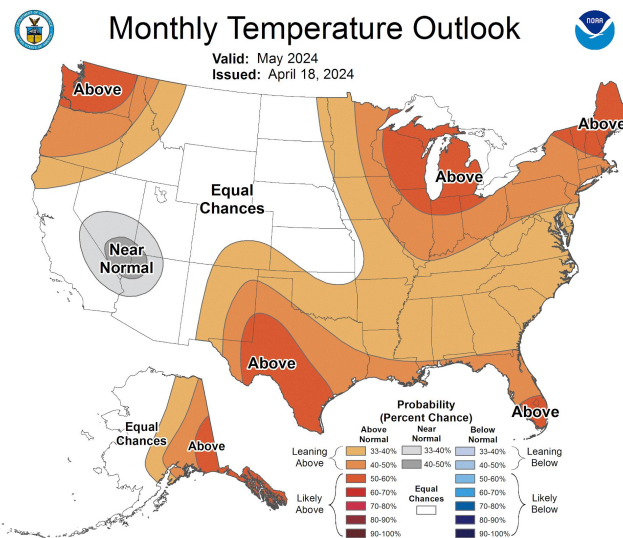 Monthly Temperature Outlook
NOAA
Valid: May 2024
Issued: April 18, 2024
Above
Above
Above
Equal
Chances
Near
Normal
Above
Above
Equal
Chances
Above
Probability
(Percent Chance)
Above
Normal
Near
Normal
Below
Normal
Leaning
Above
33-40%
40-50%
33-40%
40-50%
33-40%
40-50%
Leaning
Below
Likely
Above
50-60%
60-70%
70-80%
80-90%
90-100%
Equal
Chances
50-60%
60-70%
70-80%
80-90%
90-100%
Likely
Below